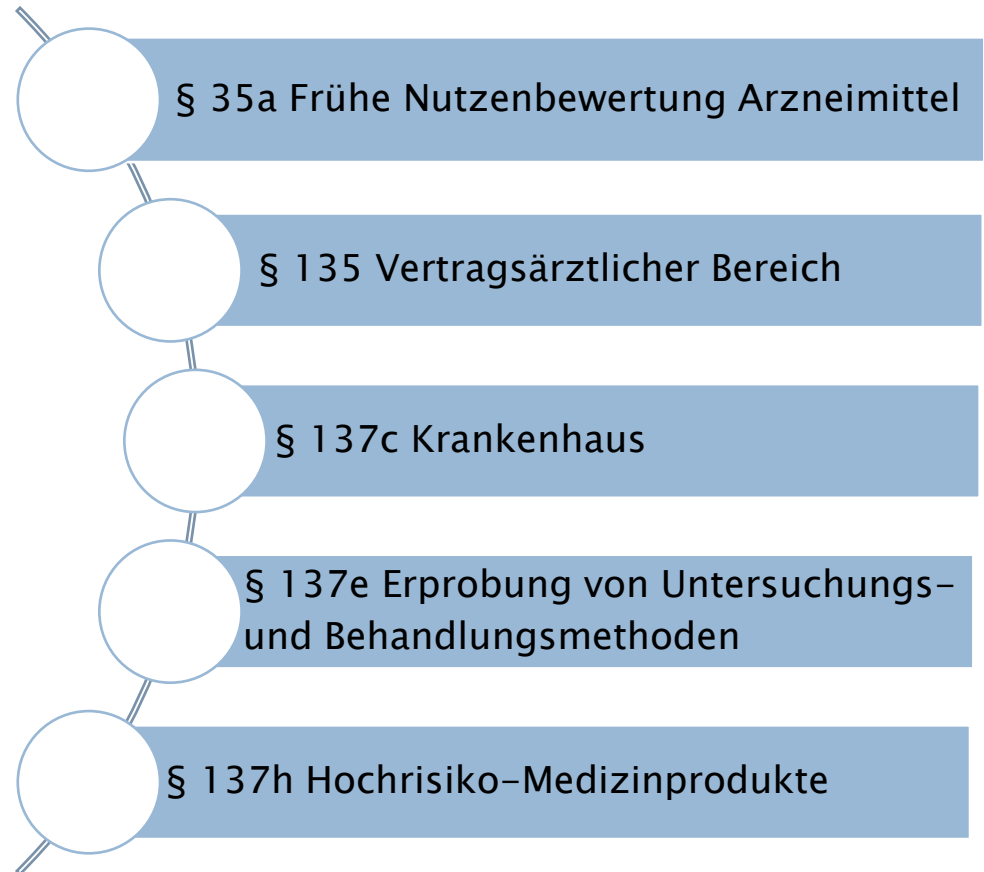 § 35a Frühe Nutzenbewertung Arzneimittel
§ 135 Vertragsärztlicher Bereich
§ 137c Krankenhaus
§ 137e Erprobung von Untersuchungs-
und Behandlungsmethoden
§ 137h Hochrisiko-Medizinprodukte